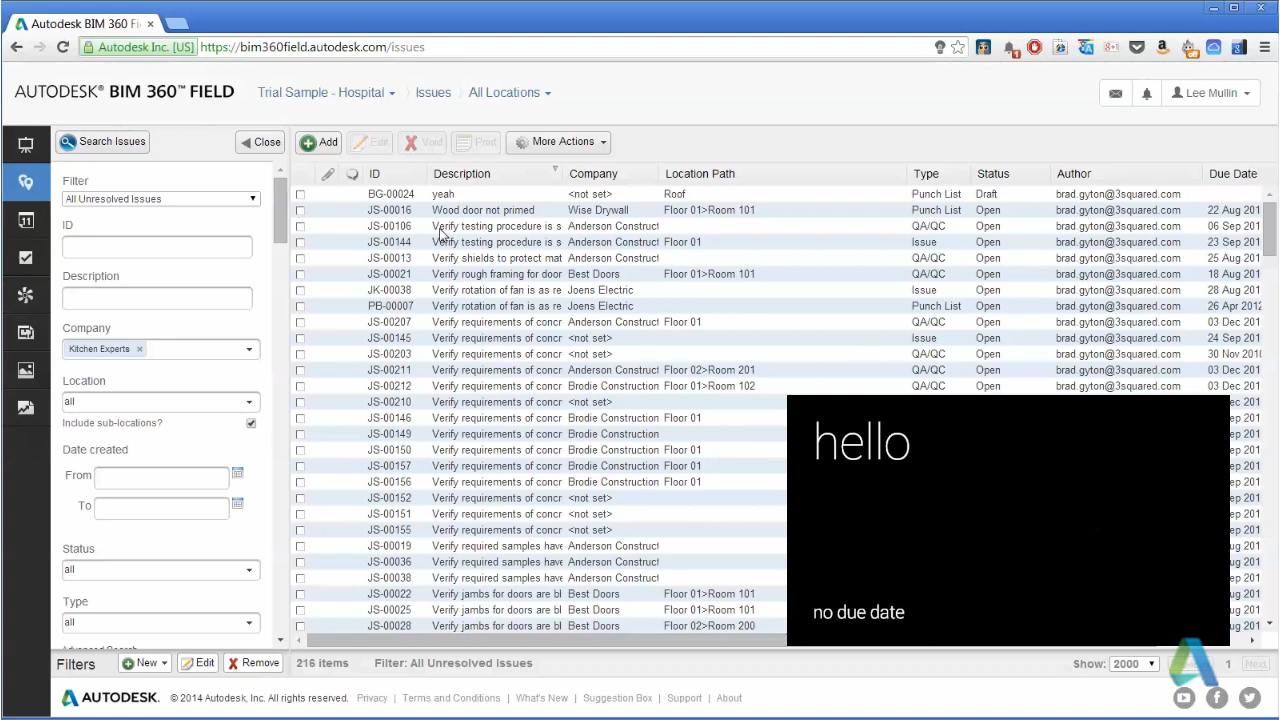 Autodesk BIM 360 Fi
Autodesk Inc. [US] https://bim360field.autodesk.com/issues
AUTODESK® BIM 360™ FIELD
Trial Sample - Hospital Issues All Locations
Lee Mullin
Search Issues Close Add Edit Void Print More Actions
Filter
All Unresolved Issues
ID
Description
Company
Kitchen Experts ×
Location
all
Include sub-locations?
Date created
From
To
Status
all
Type
all
Filters New Edit Remove
ID Description Company Location Path Type Status Author Due Date
BG-00024 yeah <not set> Roof Punch List Draft brad.gyton@3squared.com
JS-00016 Wood door not primed Wise Drywall Floor 01>Room 101 Punch List Open brad.gyton@3squared.com 22 Aug 201
JS-00106 Verify testing procedure is s Anderson Construct QA/QC Open brad.gyton@3squared.com 06 Sep 201
JS-00144 Verify testing procedure is s Anderson Construct Floor 01 Issue Open brad.gyton@3squared.com 23 Sep 201
JS-00013 Verify shields to protect mat Anderson Construct QA/QC Open brad.gyton@3squared.com 06 Aug 201
JS-00021 Verify rough framing for door Best Doors Floor 01>Room 101 QA/QC Open brad.gyton@3squared.com 18 Aug 201
JK-00038 Verify rotation of fan is as re Joens Electric Issue Open brad.gyton@3squared.com 28 Aug 201
PB-00007 Verify rotation of fan is as re Joens Electric Punch List Open brad.gyton@3squared.com 26 Apr 2012
JS-00207 Verify requirements of concr Anderson Construct Floor 01 QA/QC Open brad.gyton@3squared.com 03 Dec 201
JS-00145 Verify requirements of concr <not set> Issue Open brad.gyton@3squared.com 24 Sep 201
JS-00203 Verify requirements of concr <not set> QA/QC Open brad.gyton@3squared.com 30 Nov 2010
JS-00211 Verify requirements of concr Anderson Construct Floor 02>Room 201 QA/QC Open brad.gyton@3squared.com 03 Dec 201
JS-00212 Verify requirements of concr Brodie Construction Floor 01>Room 102 QA/QC Open brad.gyton@3squared.com 03 Dec 201
JS-00210 Verify requirements of concr <not set>
JS-00146 Verify requirements of concr Brodie Construction Floor 01
JS-00149 Verify requirements of concr Brodie Construction
JS-00150 Verify requirements of concr Brodie Construction Floor 01
JS-00157 Verify requirements of concr Brodie Construction Floor 01
JS-00156 Verify requirements of concr Brodie Construction Floor 01
JS-00152 Verify requirements of concr <not set>
JS-00151 Verify requirements of concr <not set>
JS-00155 Verify requirements of concr <not set>
JS-00019 Verify required samples have Anderson Construct
JS-00036 Verify required samples have Anderson Construct
JS-00038 Verify required samples have Anderson Construct
JS-00022 Verify jambs for doors are bl Best Doors Floor 01>Room 101
JS-00025 Verify jambs for doors are bl Best Doors Floor 01>Room 101
JS-00028 Verify jambs for doors are bl Best Doors Floor 02>Room 200
hello
no due date
216 items Filter: All Unresolved Issues Show: 2000 1 Next
AUTODESK. © 2014 Autodesk, Inc. All rights reserved. Privacy | Terms and Conditions | What's New | Suggestion Box | Support | About